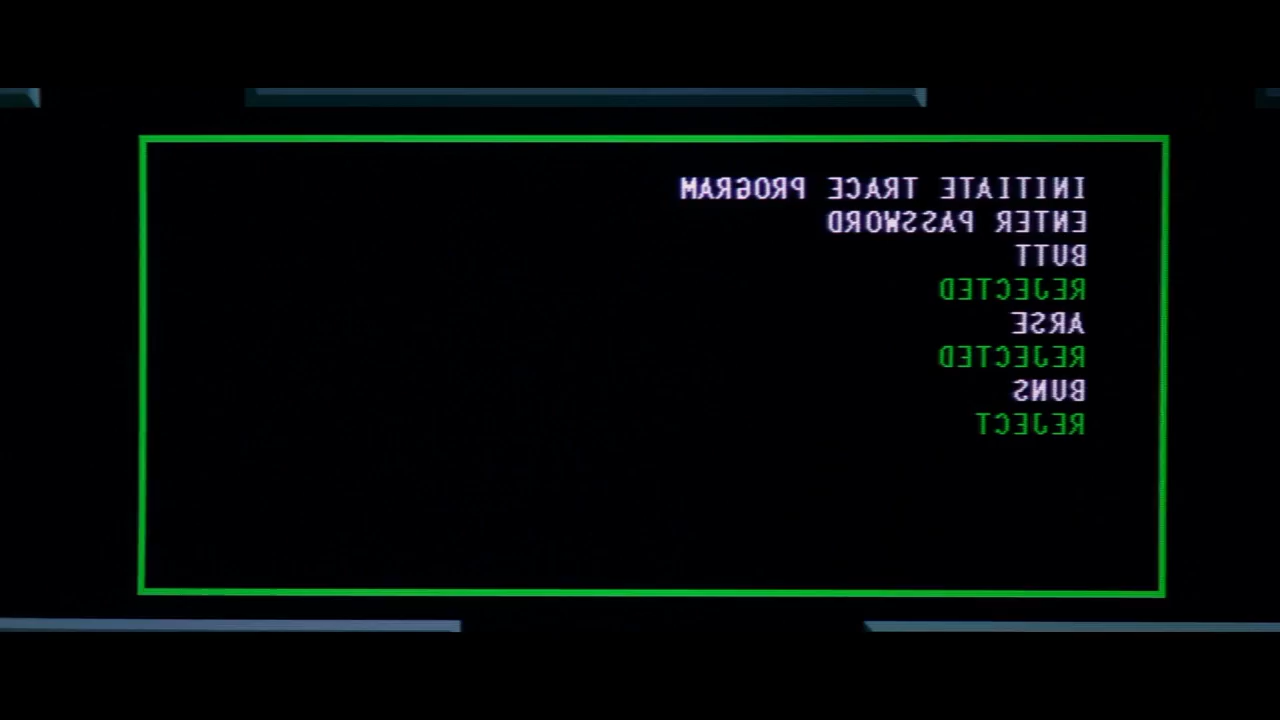 INITIATE TRACE PROGRAM
ENTER PASSWORD
BUTT
REJECTED
ARSE
REJECTED
BUNS
REJECT